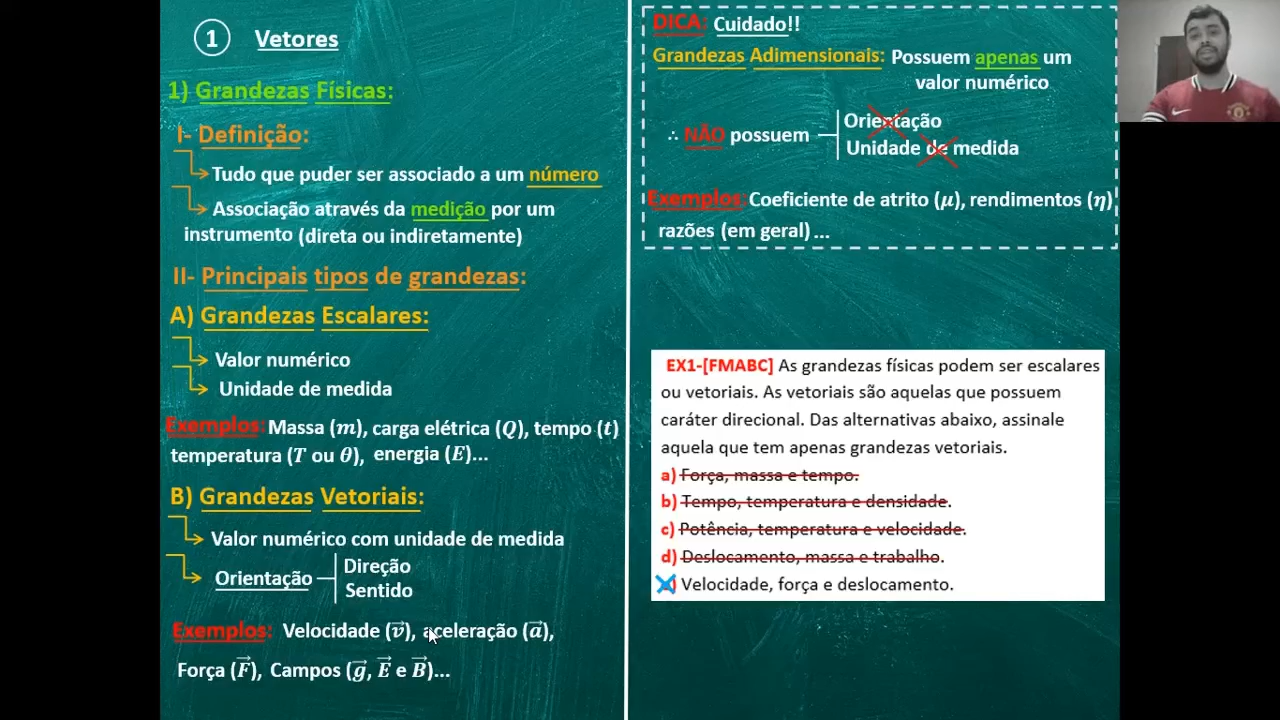 1 Vetores
1) Grandezas Físicas:
I- Definição:
Tudo que puder ser associado a um número
Associação através da medição por um
instrumento (direta ou indiretamente)
II- Principais tipos de grandezas:
A) Grandezas Escalares:
Valor numérico
Unidade de medida
Exemplos: Massa (m), carga elétrica (Q), tempo (t)
temperatura (T ou θ), energia (E)...
B) Grandezas Vetoriais:
Valor numérico com unidade de medida
Orientação
Direção
Sentido
Exemplos: Velocidade (v⃗), aceleração (a⃗),
Força (F⃗), Campos (g⃗, E⃗ e B⃗)...
DICA: Cuidado!!
Grandezas Adimensionais: Possuem apenas um
valor numérico
∴ NÃO possuem
Orientação
Unidade de medida
Exemplos: Coeficiente de atrito (μ), rendimentos (η)
razões (em geral)...
EX1-[FMABC] As grandezas físicas podem ser escalares
ou vetoriais. As vetoriais são aquelas que possuem
caráter direcional. Das alternativas abaixo, assinale
aquela que tem apenas grandezas vetoriais.
a) Força, massa e tempo.
b) Tempo, temperatura e densidade.
c) Potência, temperatura e velocidade.
d) Deslocamento, massa e trabalho.
Velocidade, força e deslocamento.